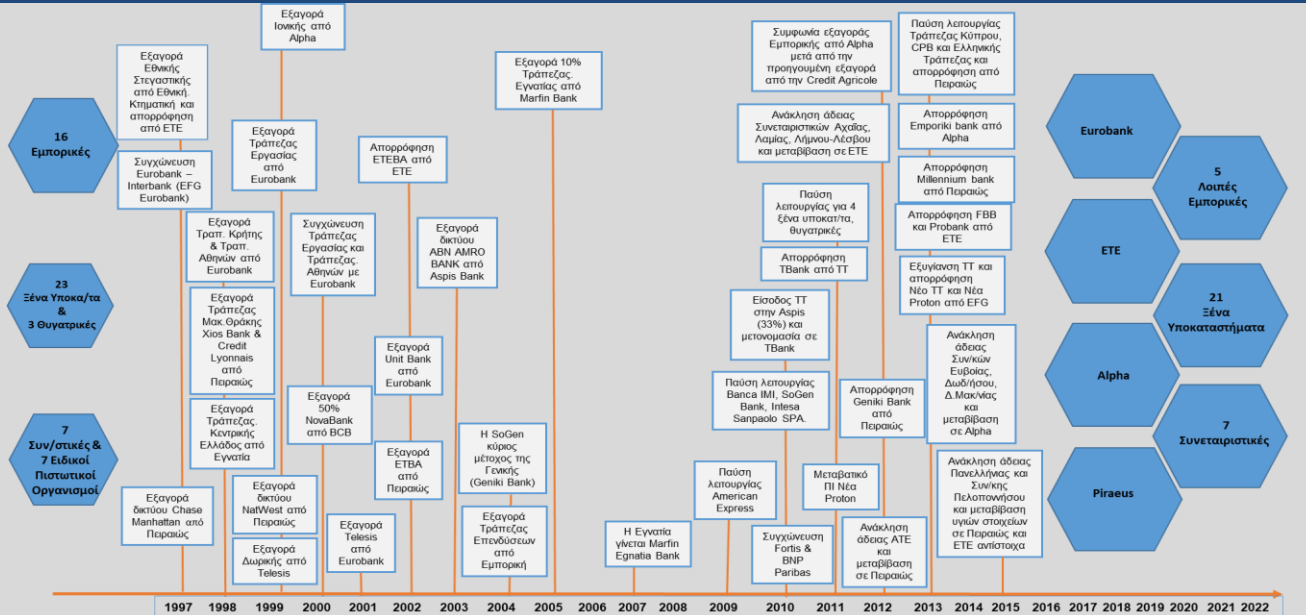 16
Εμπορικές
23
Ξένα Υποκα/τα
&
3 Θυγατρικές
7
Συν/στικές &
7 Ειδικοί
Πιστωτικοί
Οργανισμοί
Εξαγορά
Εθνικής
Στεγαστικής
από Εθνική.
Κτηματική και
απορρόφηση
από ΕΤΕ
Συγχώνευση
Eurobank –
Interbank (EFG
Eurobank)
Εξαγορά
δικτύου Chase
Manhattan από
Πειραιώς
Εξαγορά
Τραπ. Κρήτης
& Τραπ.
Αθηνών από
Eurobank
Εξαγορά
Τράπεζας
Μακ.Θράκης
Xios Bank &
Credit
Lyonnais
από
Πειραιώς
Εξαγορά
Τράπεζας.
Κεντρικής
Ελλάδος από
Εγνατία
Εξαγορά
Ιονικής από
Alpha
Εξαγορά
Τράπεζας
Εργασίας
από
Eurobank
Εξαγορά
δικτύου
NatWest από
Πειραιώς
Εξαγορά
Δωρικής από
Telesis
Συγχώνευση
Τράπεζας
Εργασίας και
Τράπεζας.
Αθηνών με
Eurobank
Εξαγορά
50%
NovaBank
από BCB
Εξαγορά
Telesis
από
Eurobank
Απορρόφηση
ΕΤΕΒΑ από
ΕΤΕ
Εξαγορά
Unit Bank
από
Eurobank
Εξαγορά
ΕΤΒΑ
από
Πειραιώς
Εξαγορά
δικτύου
ABN AMRO
BANK από
Aspis Bank
Η SoGen
κύριος
μέτοχος της
Γενικής
(Geniki Bank)
Εξαγορά
Τράπεζας
Επενδύσεων
από
Εμπορική
Εξαγορά 10%
Τράπεζας.
Εγνατίας από
Marfin Bank
Η Εγνατία
γίνεται Marfin
Egnatia Bank
Παύση
λειτουργίας
American
Express
Είσοδος ΤΤ
στην Aspis
(33%) και
μετονομασία σε
TBank
Παύση λειτουργίας
Banca IMI, SoGen
Bank, Intesa
Sanpaolo SPA.
Συγχώνευση
Fortis &
BNP
Paribas
Παύση
λειτουργίας για 4
ξένα υποκατ/τα,
θυγατρικές
Απορρόφηση
TBank από ΤΤ
Μεταβατικό
ΠΙ Νέα
Proton
Συμφωνία εξαγοράς
Εμπορικής από Alpha
μετά από την
προηγουμένη εξαγορά
από την Credit Agricole
Ανάκληση άδειας
Συνεταιριστικών Αχαΐας,
Λαμίας, Λήμνου-Λέσβου
και μεταβίβαση σε ΕΤΕ
Απορρόφηση
Geniki Bank
από
Πειραιώς
Ανάκληση
άδειας ΑΤΕ
και
μεταβίβαση
σε Πειραιώς
Παύση λειτουργίας
Τράπεζας Κύπρου,
CPB και Ελληνικής
Τράπεζας και
απορρόφηση από
Πειραιώς
Απορρόφηση
Emporiki bank από
Alpha
Απορρόφηση
Millennium bank
από Πειραιώς
Απορρόφηση FBB
και Probank από
ΕΤΕ
Εξυγίανση ΤΤ και
απορρόφηση
Νέο ΤΤ και Νέα
Proton από EFG
Ανάκληση
άδειας
Συν/κών
Ευβοίας,
Δωδ/ήσου,
Δ.Μακ/νίας
και
μεταβίβαση
σε Alpha
Ανάκληση άδειας
Πανελλήνιας και
Συν/κης
Πελοποννήσου
και μεταβίβαση
υγιών στοιχείων
σε Πειραιώς και
ΕΤΕ αντίστοιχα
Eurobank
5
Λοιπές
Εμπορικές
ΕΤΕ
21
Ξένα
Υποκαταστήματα
Alpha
7
Συνεταιριστικές
Piraeus
1997 1998 1999 2000 2001 2002 2003 2004 2005 2006 2007 2008 2009 2010 2011 2012 2013 2014 2015 2016 2017 2018 2019 2020 2021 2022